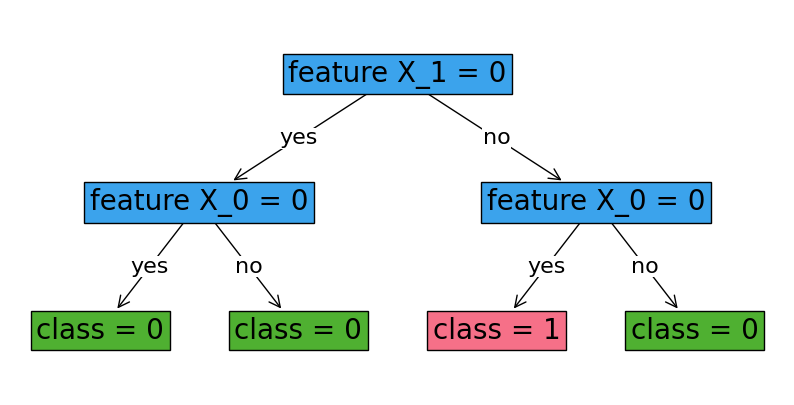 feature X_1 = 0
yes
no
feature X_0 = 0
feature X_0 = 0
yes
no
yes
no
class = 0
class = 0
class = 1
class = 0